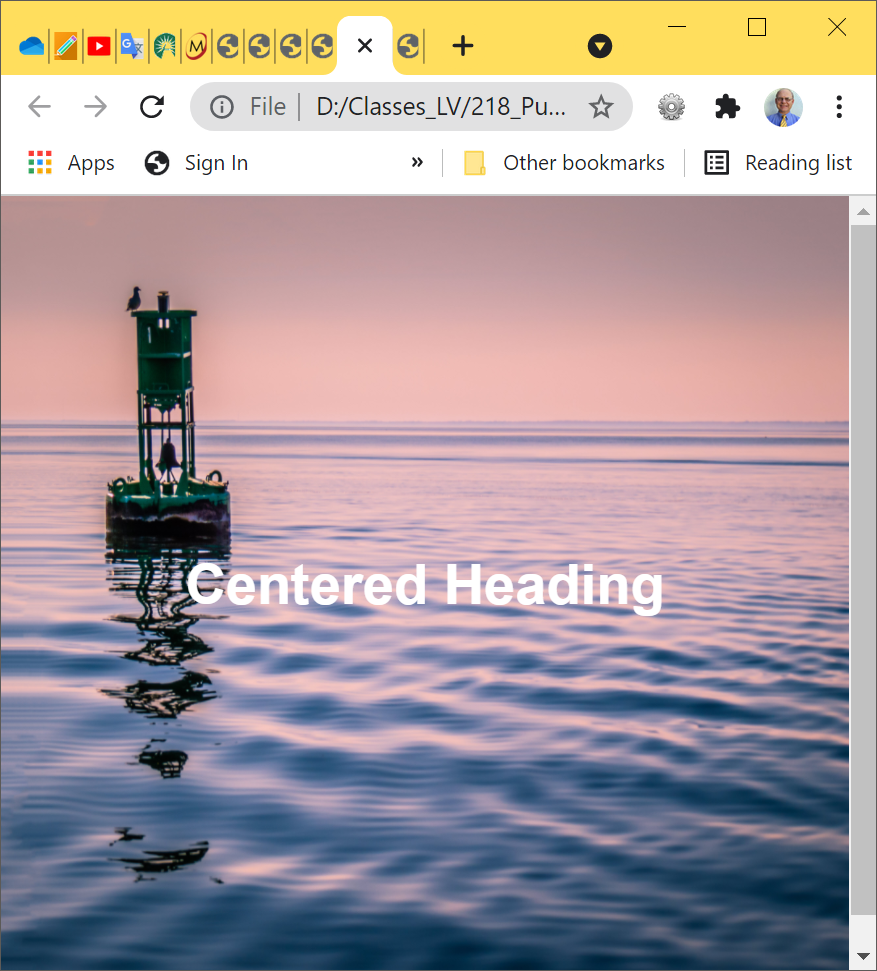 File | D:/Classes_LV/218_Pu...
Apps Sign In » Other bookmarks Reading list
Centered Heading